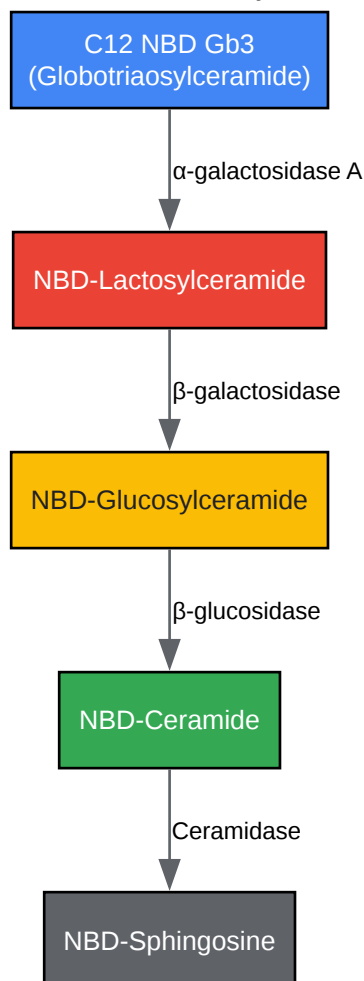 C12 NBD Gb3
(Globotriaosylceramide)
α-galactosidase A
NBD-Lactosylceramide
β-galactosidase
NBD-Glucosylceramide
β-glucosidase
NBD-Ceramide
Ceramidase
NBD-Sphingosine